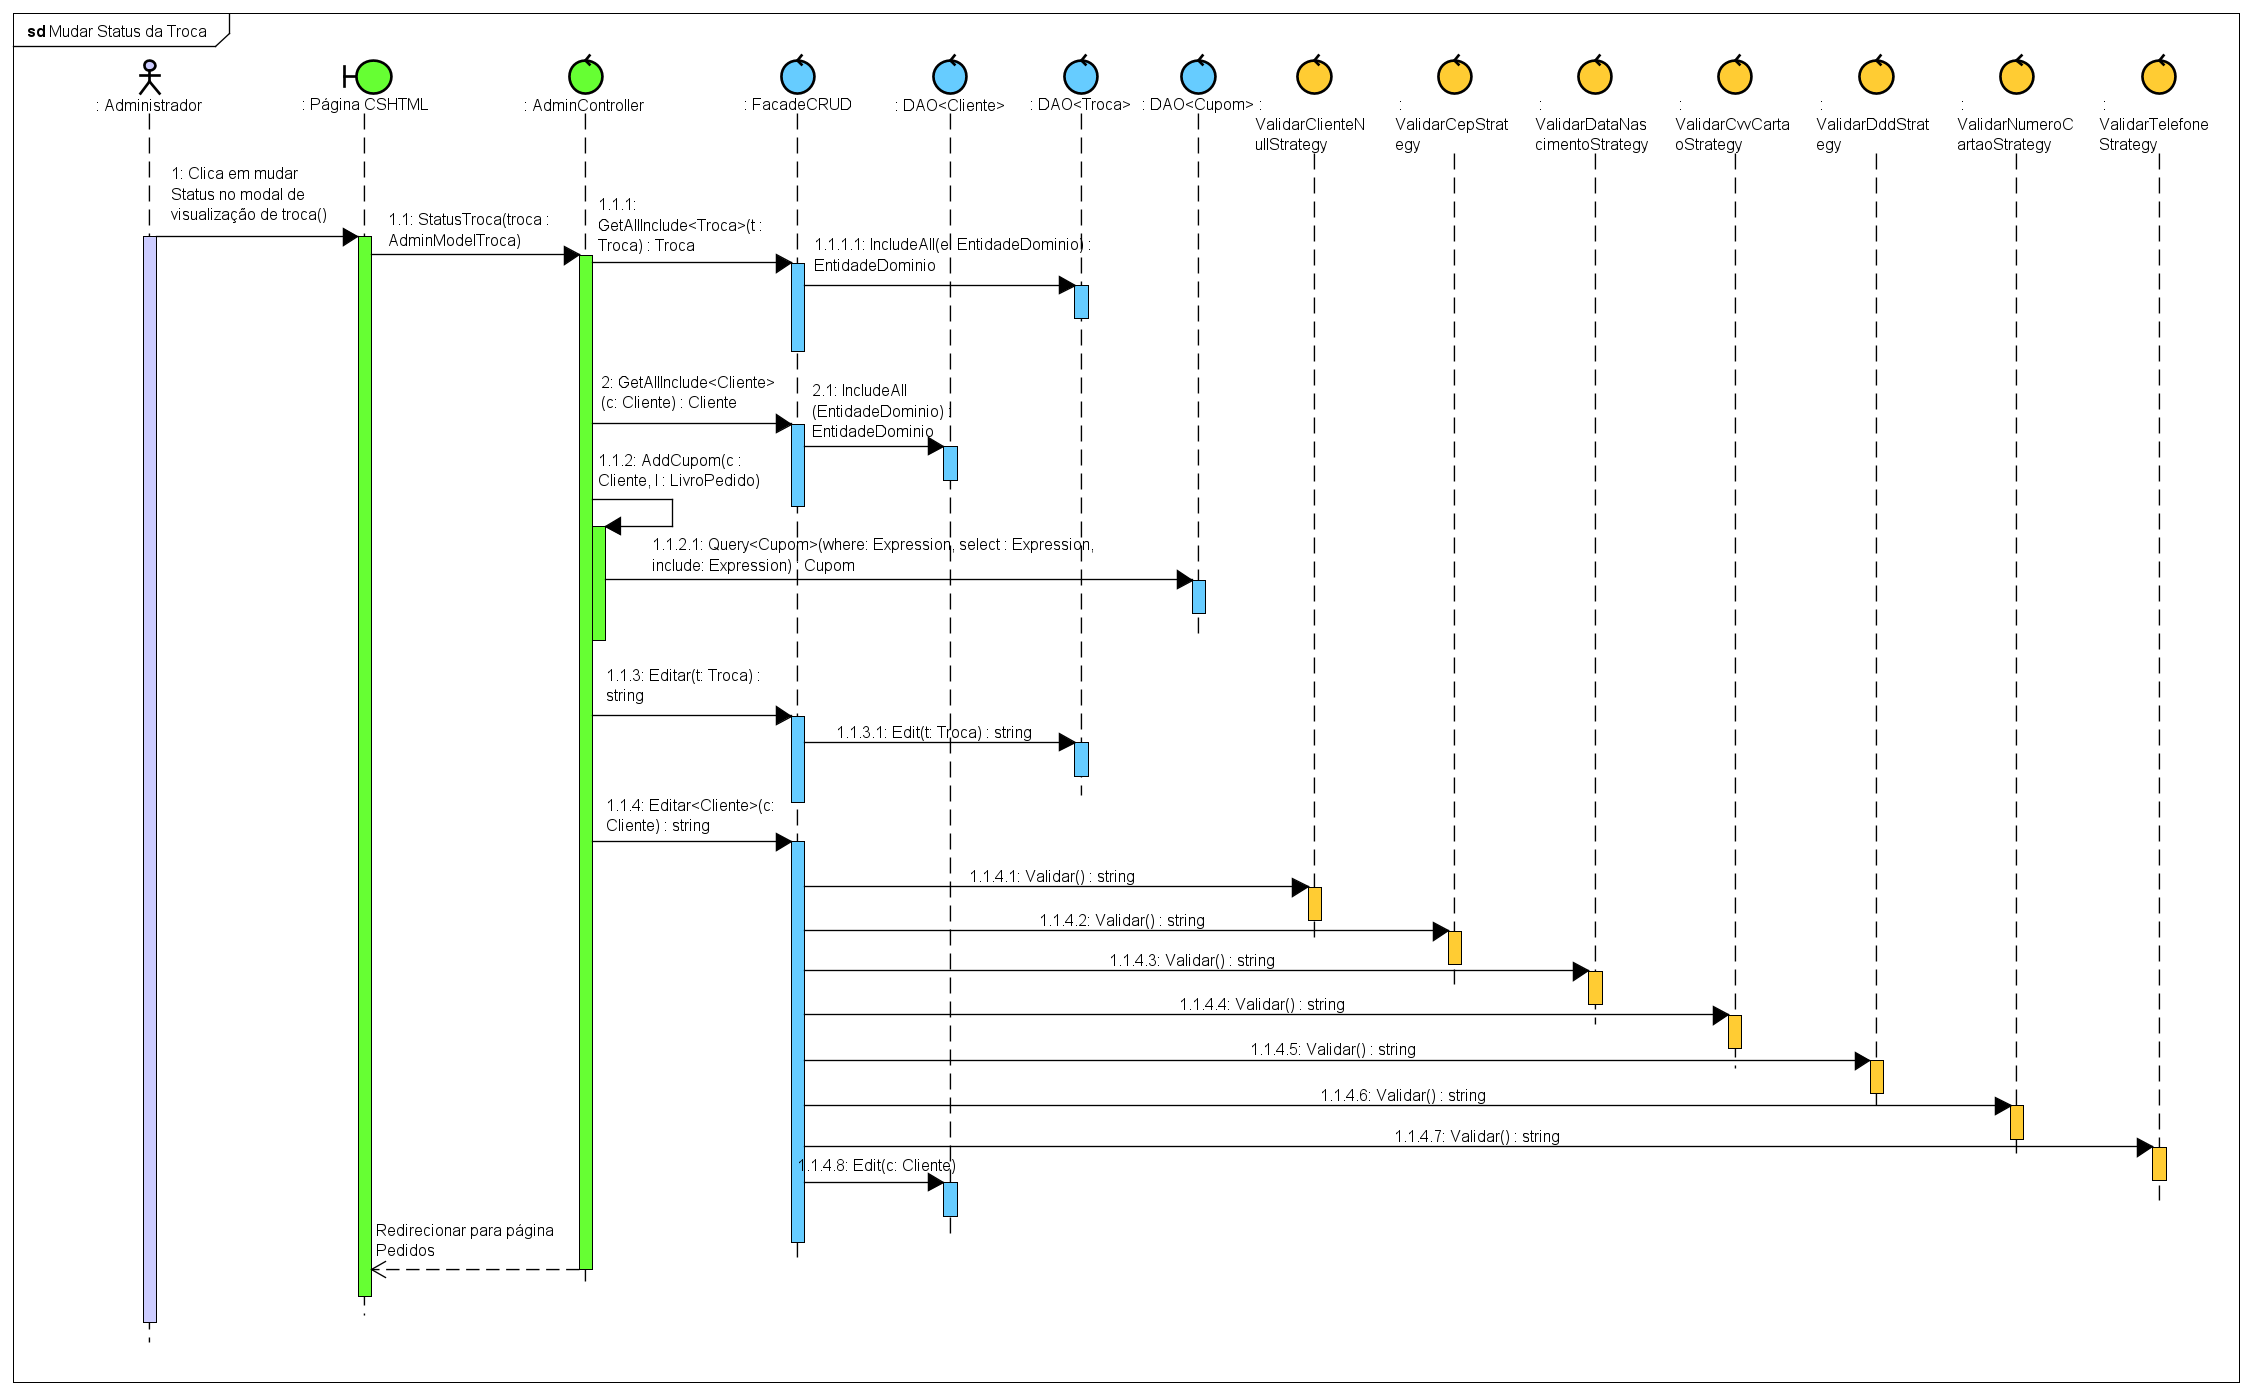 sd Mudar Status da Troca
: Administrador
: Página CSHTML
: AdminController
: FacadeCRUD
: DAO<Cliente>
: DAO<Troca>
: DAO<Cupom>
:
ValidarClienteN
ullStrategy
:
ValidarCepStrat
egy
:
ValidarDataNas
cimentoStrategy
:
ValidarCvvCarta
oStrategy
:
ValidarDddStrat
egy
:
ValidarNumeroC
artaoStrategy
:
ValidarTelefone
Strategy
1: Clica em mudar
Status no modal de
visualização de troca()
1.1: StatusTroca(troca :
AdminModelTroca)
1.1.1:
GetAllInclude<Troca>(t :
Troca) : Troca
1.1.1.1: IncludeAll(e: EntidadeDominio) :
EntidadeDominio
2: GetAllInclude<Cliente>
(c: Cliente) : Cliente
2.1: IncludeAll
(EntidadeDominio) :
EntidadeDominio
1.1.2: AddCupom(c :
Cliente, l : LivroPedido)
1.1.2.1: Query<Cupom>(where: Expression, select : Expression,
include: Expression) : Cupom
1.1.3: Editar(t: Troca) :
string
1.1.3.1: Edit(t: Troca) : string
1.1.4: Editar<Cliente>(c:
Cliente) : string
1.1.4.1: Validar() : string
1.1.4.2: Validar() : string
1.1.4.3: Validar() : string
1.1.4.4: Validar() : string
1.1.4.5: Validar() : string
1.1.4.6: Validar() : string
1.1.4.7: Validar() : string
1.1.4.8: Edit(c: Cliente)
Redirecionar para página
Pedidos